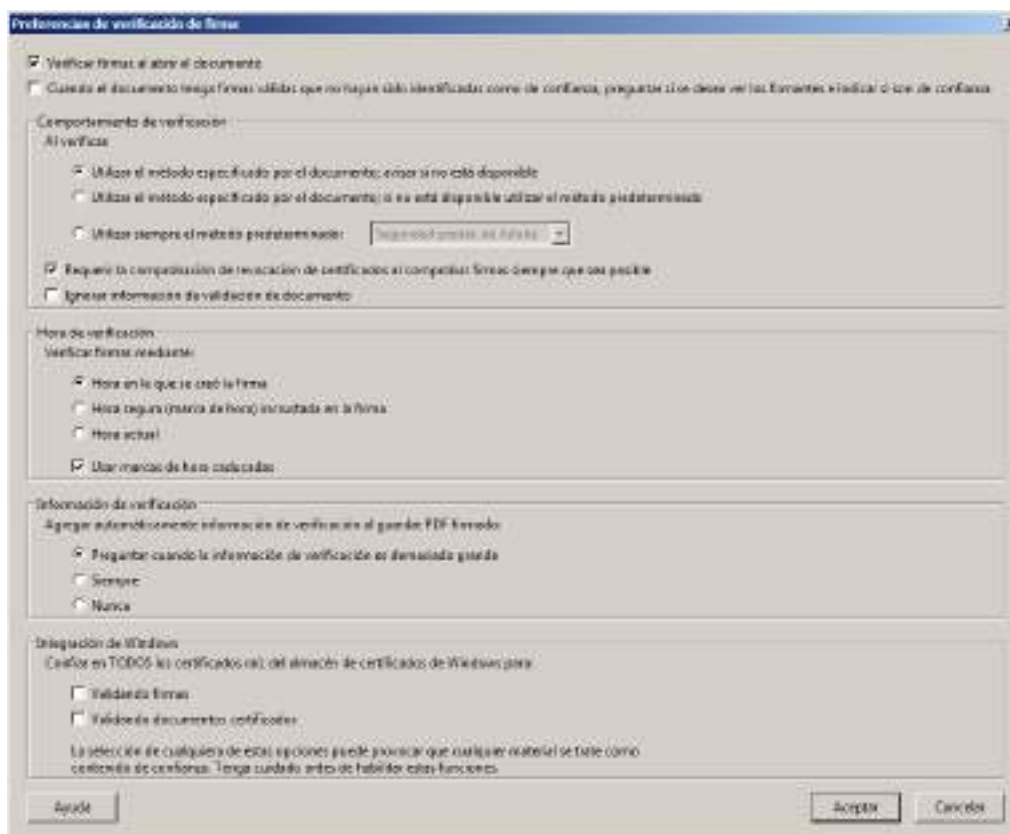 Preferencias de verificación de firma
Verificar firmas al abrir el documento
Cuando el documento tenga firmas válidas que no hayan sido identificadas como de confianza, preguntar si se desea ver los firmantes e indicar si son de confianza
Comportamiento de verificación
Al verificar
Utilizar el método especificado por el documento; avisar si no está disponible
Utilizar el método especificado por el documento; si no está disponible utilizar el método predeterminado
Utilizar siempre el método predeterminado:
Requerir la comprobación de revocación de certificados al comprobar firmas siempre que sea posible
Ignorar información de validación de documento
Hora de verificación
Verificar firmas mediante:
Hora en la que se creó la firma
Hora segura (marca de hora) incrustada en la firma
Hora actual
Usar marcas de hora caducadas
Información de verificación
Agregar automáticamente información de verificación al guardar PDF firmado:
Preguntar cuando la información de verificación es demasiado grande
Siempre
Nunca
Integración de Windows
Confiar en TODOS los certificados raíz del almacén de certificados de Windows para:
Validando firmas
Validando documentos certificados
La selección de cualquiera de estas opciones puede provocar que cualquier material se trate como
contenido de confianza. Tenga cuidado antes de habilitar estas funciones.
Ayuda
Aceptar
Cancelar